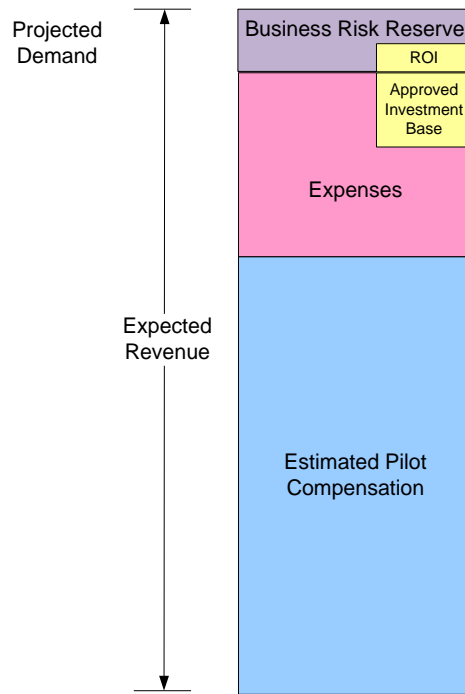 Projected
Demand
Business Risk Reserve
ROI
Approved
Investment
Base
Expenses
Expected
Revenue
Estimated Pilot
Compensation